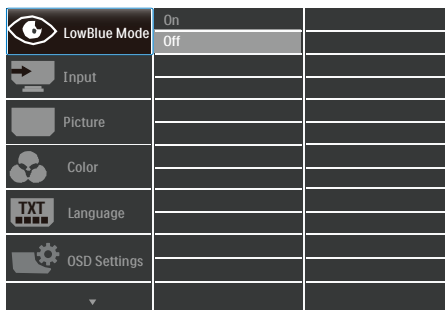 LowBlue Mode
On
Off
Input
Picture
Color
TXT
Language
OSD Settings